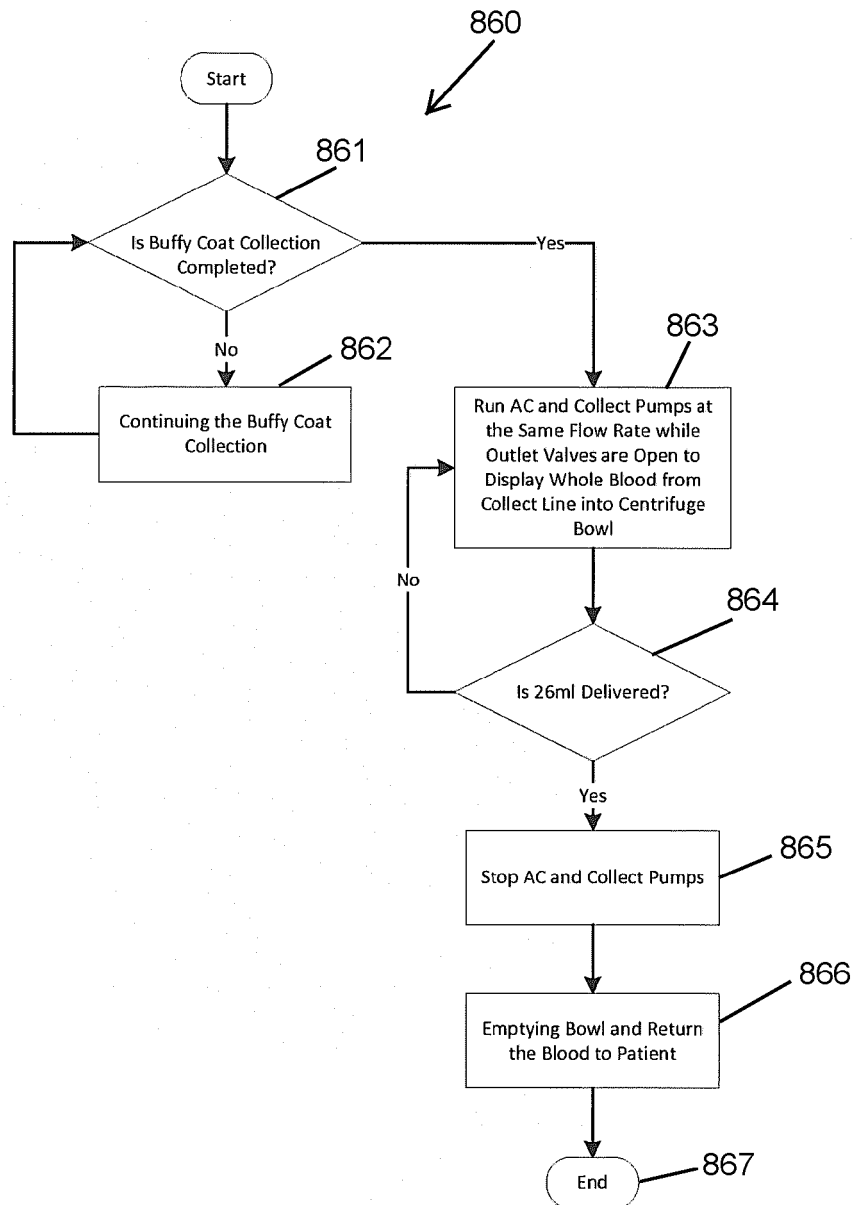 860
Start
861
Is Buffy Coat Collection
Completed?
Yes
No
862
863
Continuing the Buffy Coat
Collection
Run AC and Collect Pumps at
the Same Flow Rate while
Outlet Valves are Open to
Display Whole Blood from
Collect Line into Centrifuge
Bowl
No
864
Is 26ml Delivered?
Yes
865
Stop AC and Collect Pumps
866
Emptying Bowl and Return
the Blood to Patient
End
867